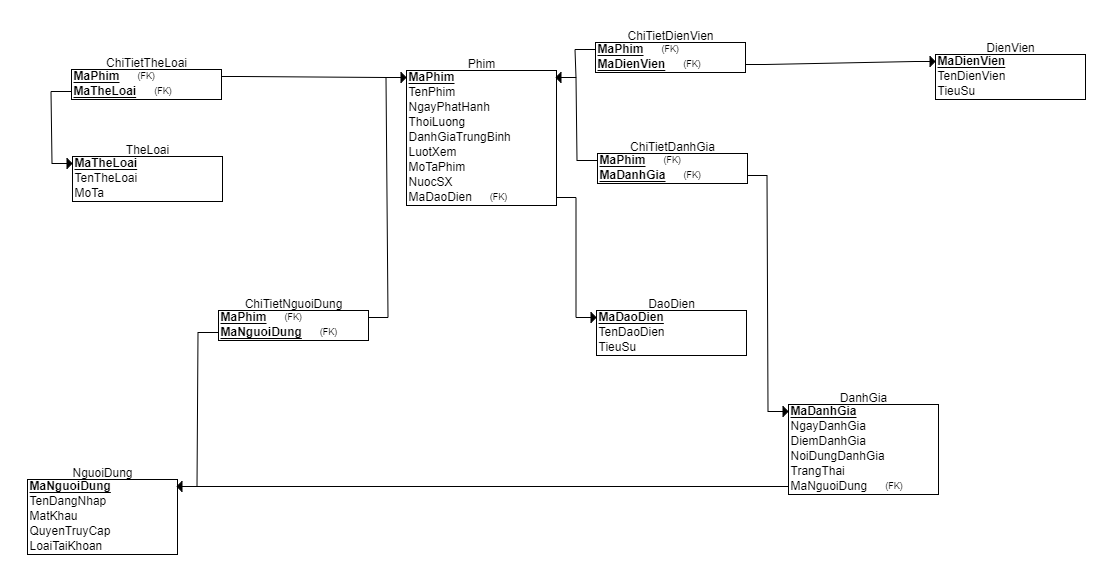 ChiTietTheLoai
MaPhim (FK)
MaTheLoai (FK)
TheLoai
MaTheLoai
TenTheLoai
MoTa
Phim
MaPhim
TenPhim
NgayPhatHanh
ThoiLuong
DanhGiaTrungBinh
LuotXem
MoTaPhim
NuocSX
MaDaoDien (FK)
ChiTietDienVien
MaPhim (FK)
MaDienVien (FK)
DienVien
MaDienVien
TenDienVien
TieuSu
ChiTietDanhGia
MaPhim (FK)
MaDanhGia (FK)
ChiTietNguoiDung
MaPhim (FK)
MaNguoiDung (FK)
DaoDien
MaDaoDien
TenDaoDien
TieuSu
DanhGia
MaDanhGia
NgayDanhGia
DiemDanhGia
NoiDungDanhGia
TrangThai
MaNguoiDung (FK)
NguoiDung
MaNguoiDung
TenDangNhap
MatKhau
QuyenTruyCap
LoaiTaiKhoan